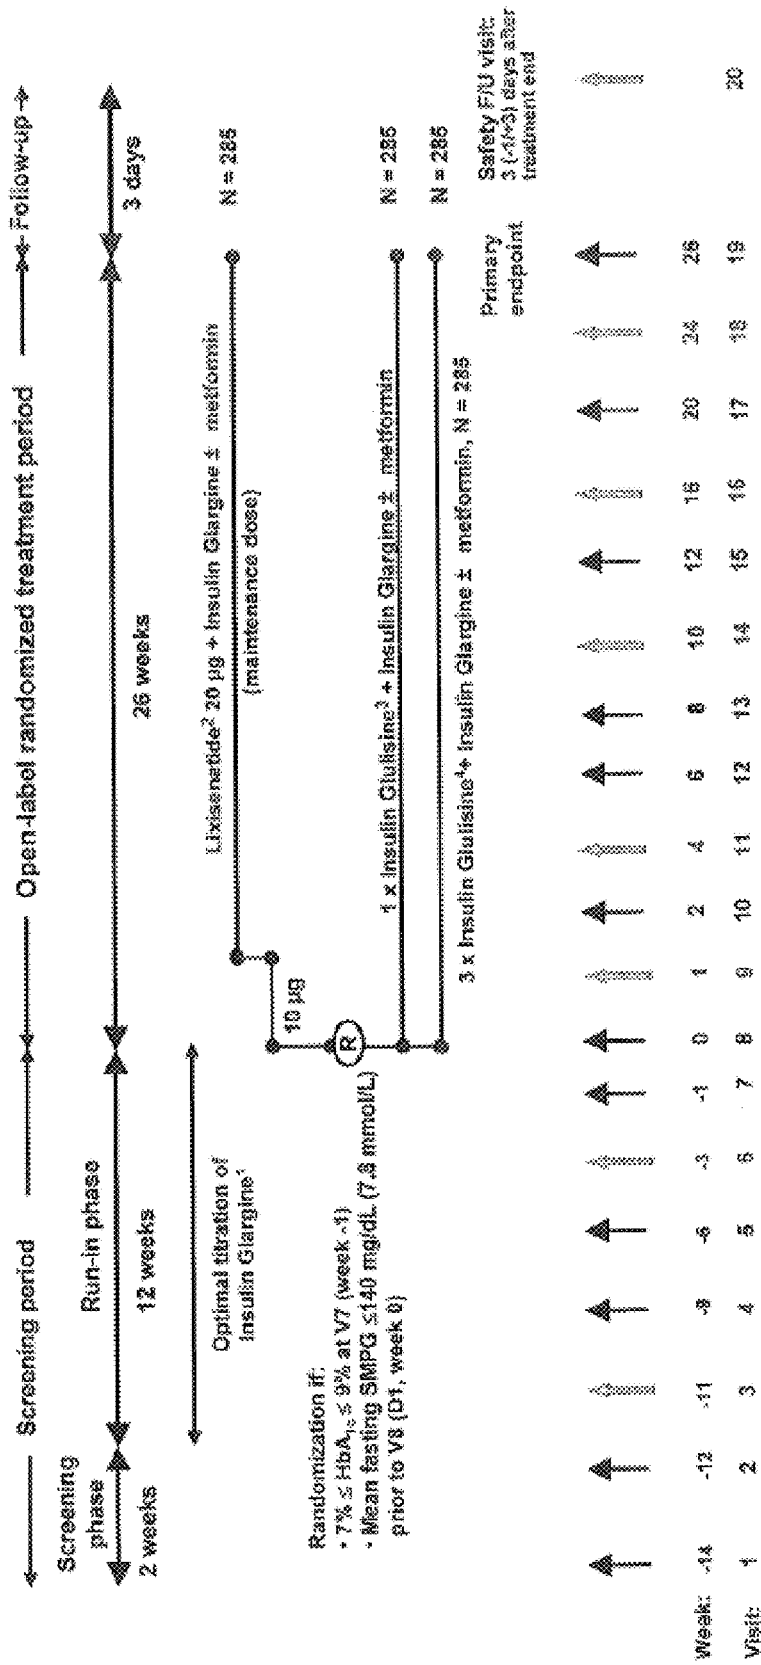 Screening period
Open-label randomized treatment period
Follow-up
Screening
phase
Run-in phase
2 weeks
12 weeks
26 weeks
3 days
Optimal titration of
Insulin Glargine¹
Lixisenatide² 20 µg + Insulin Glargine ± metformin
(maintenance dose)
N = 285
10 µg
R
Randomization if:
• 7% ≤ HbA1c ≤ 9% at V7 (week -1)
• Mean fasting SMPG ≤140 mg/dL (7.8 mmol/L)
prior to V8 (D1, week 0)
1 x Insulin Glulisine³ + Insulin Glargine ± metformin
N = 285
N = 285
3 x Insulin Glulisine⁴+ Insulin Glargine ± metformin, N = 285
Primary
endpoint
Safety F/U visit:
3 (-1/+3) days after
treatment end
Week: -14 -12 -11 -9 -6 -3 -1 0 1 2 4 6 8 10 12 16 20 24 26
Visit: 1 2 3 4 5 6 7 8 9 10 11 12 13 14 15 16 17 18 19 20